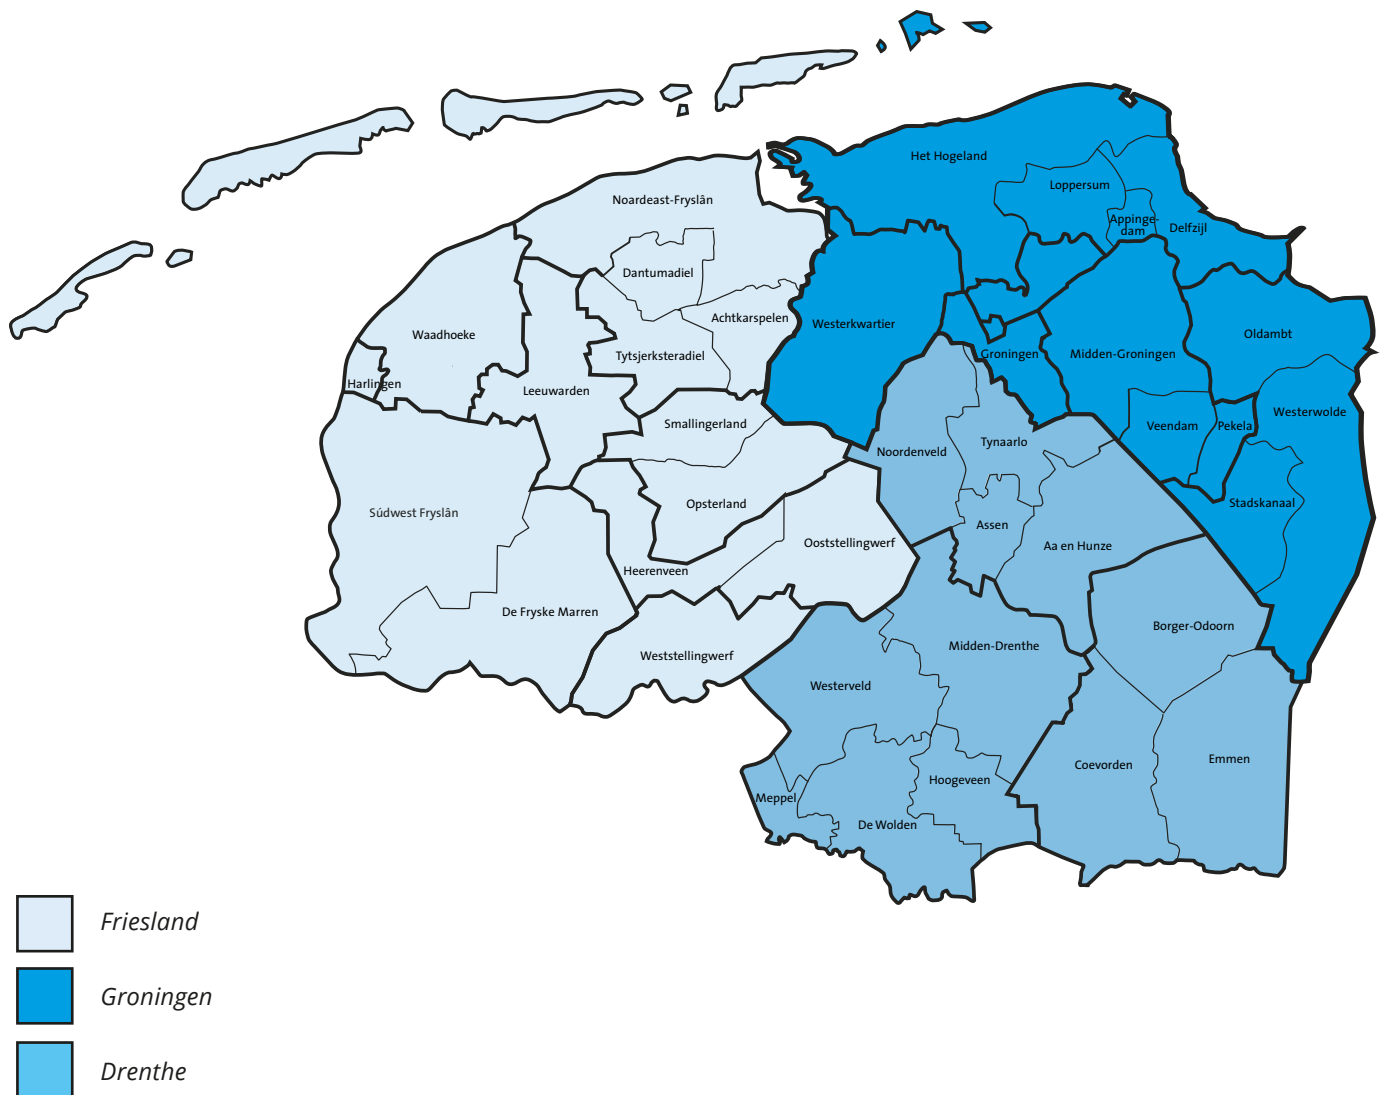 Het Hogeland
Loppersum
Noardeast-Fryslân
Appinge-
dam
Delfzijl
Dantumadiel
Achtkarspelen
Westerkwartier
Waadhoeke
Oldambt
Tytsjerksteradiel
Groningen
Midden-Groningen
Harlingen
Leeuwarden
Westerwolde
Smallingerland
Veendam
Pekela
Tynaarlo
Noordenveld
Opsterland
Stadskanaal
Súdwest Fryslân
Assen
Ooststellingwerf
Aa en Hunze
Heerenveen
De Fryske Marren
Borger-Odoorn
Midden-Drenthe
Weststellingwerf
Westerveld
Emmen
Coevorden
Hoogeveen
Meppel
De Wolden
Friesland
Groningen
Drenthe